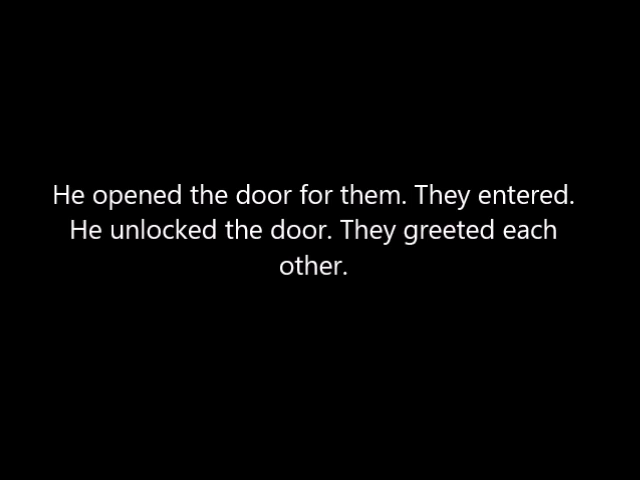 He opened the door for them. They entered.
He unlocked the door. They greeted each
other.